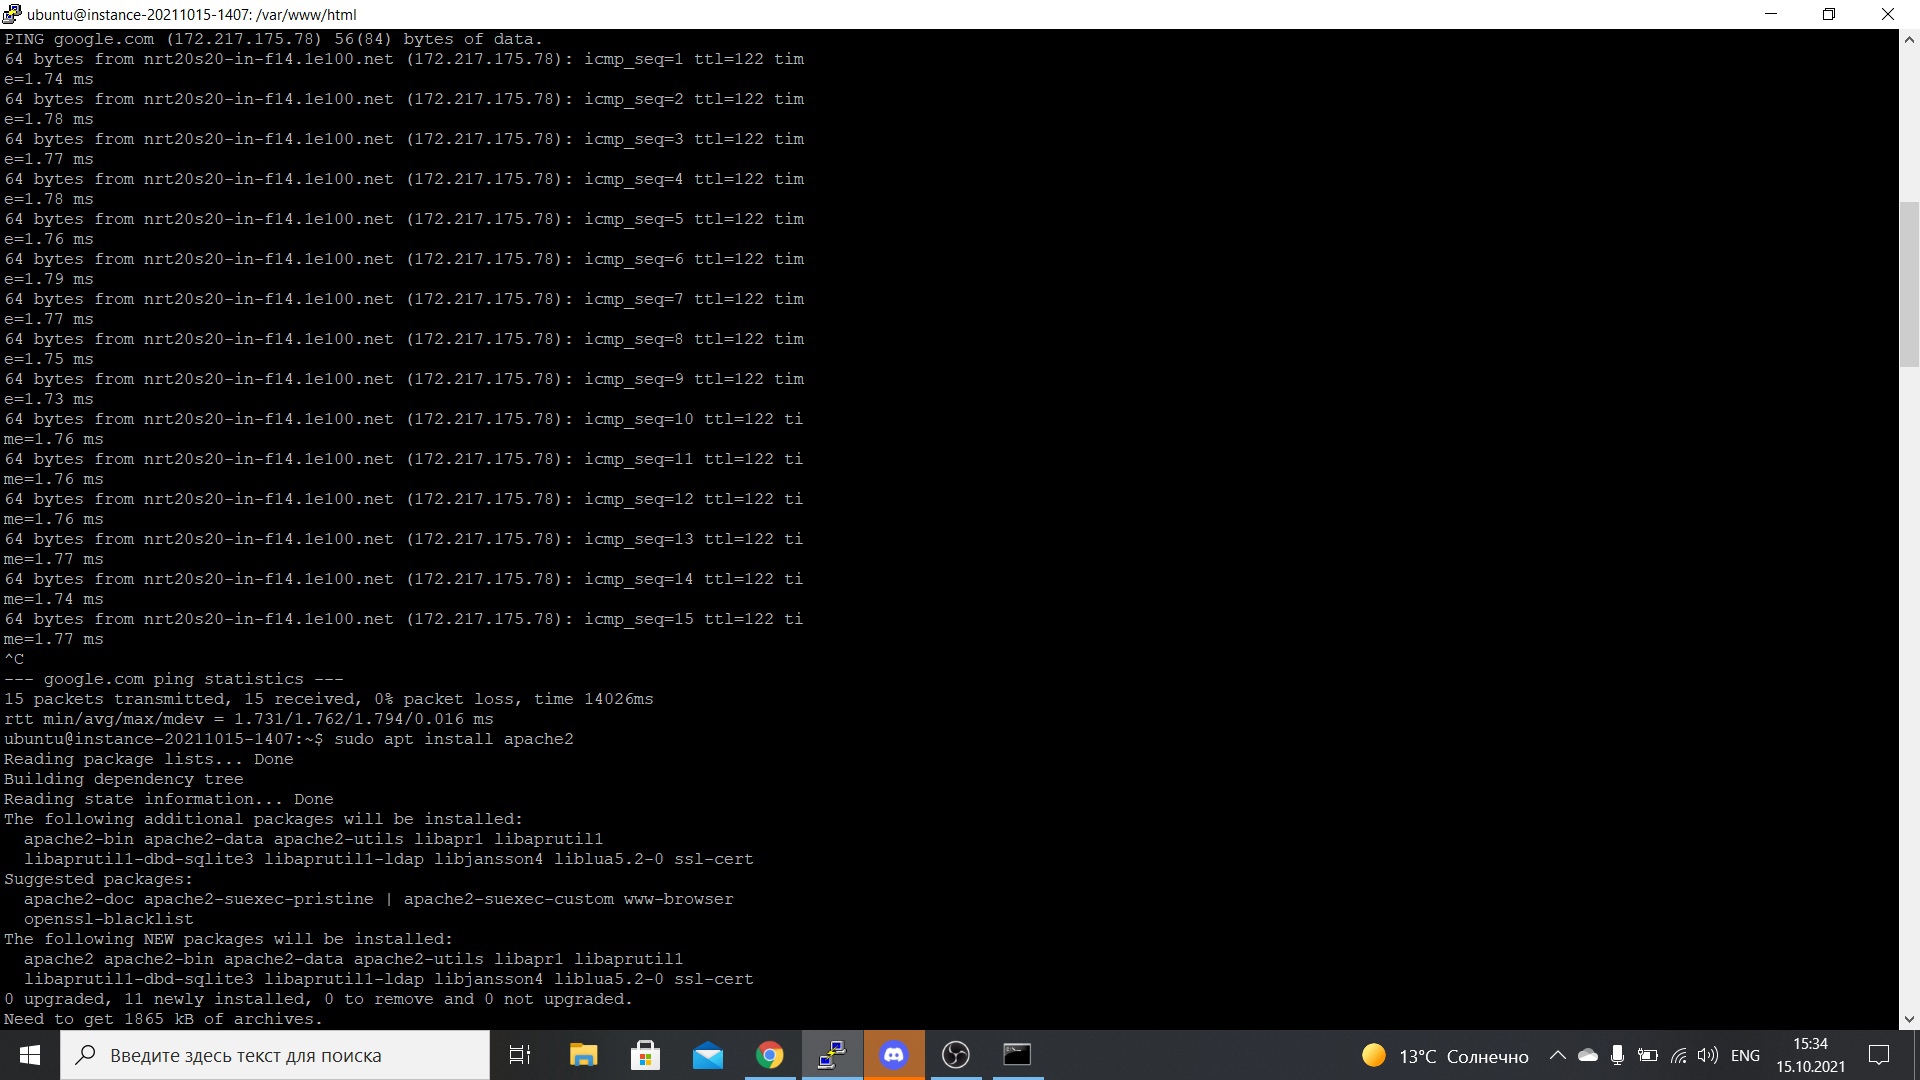 ubuntu@instance-20211015-1407: /var/www/html
PING google.com (172.217.175.78) 56(84) bytes of data.
64 bytes from nrt20s20-in-f14.1e100.net (172.217.175.78): icmp_seq=1 ttl=122 tim
e=1.74 ms
64 bytes from nrt20s20-in-f14.1e100.net (172.217.175.78): icmp_seq=2 ttl=122 tim
e=1.78 ms
64 bytes from nrt20s20-in-f14.1e100.net (172.217.175.78): icmp_seq=3 ttl=122 tim
e=1.77 ms
64 bytes from nrt20s20-in-f14.1e100.net (172.217.175.78): icmp_seq=4 ttl=122 tim
e=1.78 ms
64 bytes from nrt20s20-in-f14.1e100.net (172.217.175.78): icmp_seq=5 ttl=122 tim
e=1.76 ms
64 bytes from nrt20s20-in-f14.1e100.net (172.217.175.78): icmp_seq=6 ttl=122 tim
e=1.79 ms
64 bytes from nrt20s20-in-f14.1e100.net (172.217.175.78): icmp_seq=7 ttl=122 tim
e=1.77 ms
64 bytes from nrt20s20-in-f14.1e100.net (172.217.175.78): icmp_seq=8 ttl=122 tim
e=1.75 ms
64 bytes from nrt20s20-in-f14.1e100.net (172.217.175.78): icmp_seq=9 ttl=122 tim
e=1.73 ms
64 bytes from nrt20s20-in-f14.1e100.net (172.217.175.78): icmp_seq=10 ttl=122 ti
me=1.76 ms
64 bytes from nrt20s20-in-f14.1e100.net (172.217.175.78): icmp_seq=11 ttl=122 ti
me=1.76 ms
64 bytes from nrt20s20-in-f14.1e100.net (172.217.175.78): icmp_seq=12 ttl=122 ti
me=1.76 ms
64 bytes from nrt20s20-in-f14.1e100.net (172.217.175.78): icmp_seq=13 ttl=122 ti
me=1.77 ms
64 bytes from nrt20s20-in-f14.1e100.net (172.217.175.78): icmp_seq=14 ttl=122 ti
me=1.74 ms
64 bytes from nrt20s20-in-f14.1e100.net (172.217.175.78): icmp_seq=15 ttl=122 ti
me=1.77 ms
^C
--- google.com ping statistics ---
15 packets transmitted, 15 received, 0% packet loss, time 14026ms
rtt min/avg/max/mdev = 1.731/1.762/1.794/0.016 ms
ubuntu@instance-20211015-1407:~$ sudo apt install apache2
Reading package lists... Done
Building dependency tree
Reading state information... Done
The following additional packages will be installed:
  apache2-bin apache2-data apache2-utils libapr1 libaprutil1
  libaprutil1-dbd-sqlite3 libaprutil1-ldap libjansson4 liblua5.2-0 ssl-cert
Suggested packages:
  apache2-doc apache2-suexec-pristine | apache2-suexec-custom www-browser
  openssl-blacklist
The following NEW packages will be installed:
  apache2 apache2-bin apache2-data apache2-utils libapr1 libaprutil1
  libaprutil1-dbd-sqlite3 libaprutil1-ldap libjansson4 liblua5.2-0 ssl-cert
0 upgraded, 11 newly installed, 0 to remove and 0 not upgraded.
Need to get 1865 kB of archives.
Введите здесь текст для поиска
13°C Солнечно
ENG
15:34
15.10.2021